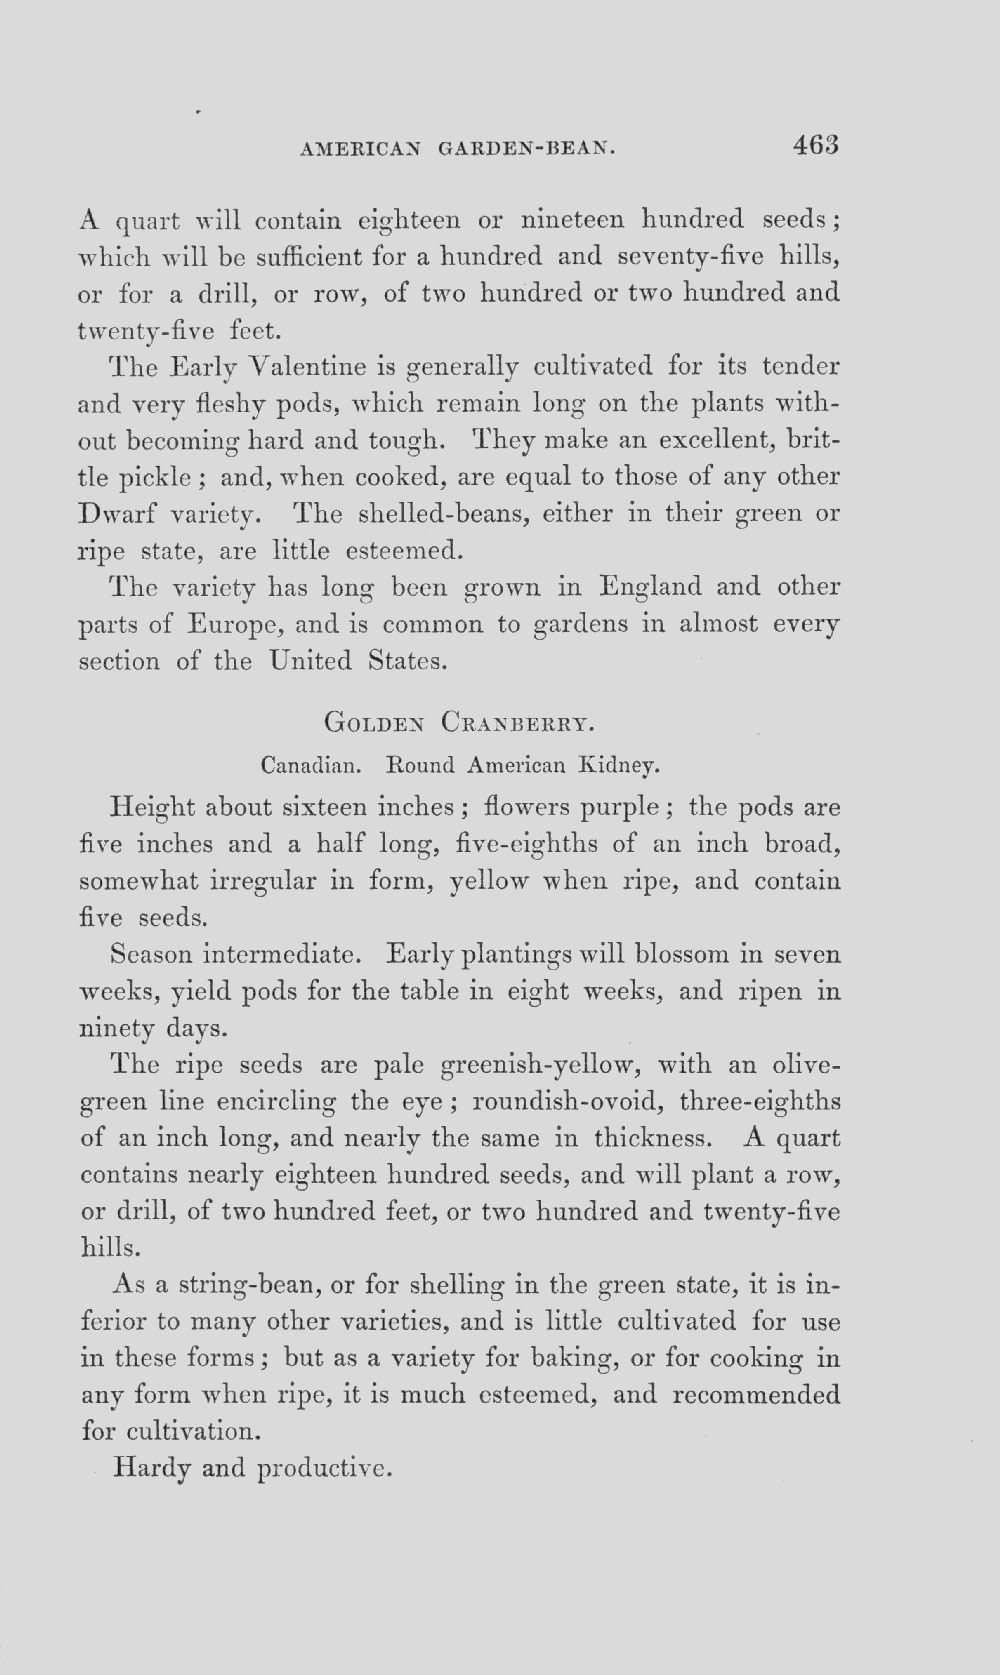 AMERICAN GARDEN-BEAN. 463
A quart will contain eighteen or nineteen hundred seeds;
which will be sufficient for a hundred and seventy-five hills,
or for a drill, or row, of two hundred or two hundred and
twenty-five feet.
The Early Valentine is generally cultivated for its tender
and very fleshy pods, which remain long on the plants with-
out becoming hard and tough. They make an excellent, brit-
tle pickle; and, when cooked, are equal to those of any other
Dwarf variety. The shelled-beans, either in their green or
ripe state, are little esteemed.
The variety has long been grown in England and other
parts of Europe, and is common to gardens in almost every
section of the United States.
GOLDEN CRANBERRY.
Canadian. Round American Kidney.
Height about sixteen inches; flowers purple; the pods are
five inches and a half long, five-eighths of an inch broad,
somewhat irregular in form, yellow when ripe, and contain
five seeds.
Season intermediate. Early plantings will blossom in seven
weeks, yield pods for the table in eight weeks, and ripen in
ninety days.
The ripe seeds are pale greenish-yellow, with an olive-
green line encircling the eye; roundish-ovoid, three-eighths
of an inch long, and nearly the same in thickness. A quart
contains nearly eighteen hundred seeds, and will plant a row,
or drill, of two hundred feet, or two hundred and twenty-five
hills.
As a string-bean, or for shelling in the green state, it is in-
ferior to many other varieties, and is little cultivated for use
in these forms; but as a variety for baking, or for cooking in
any form when ripe, it is much esteemed, and recommended
for cultivation.
Hardy and productive.